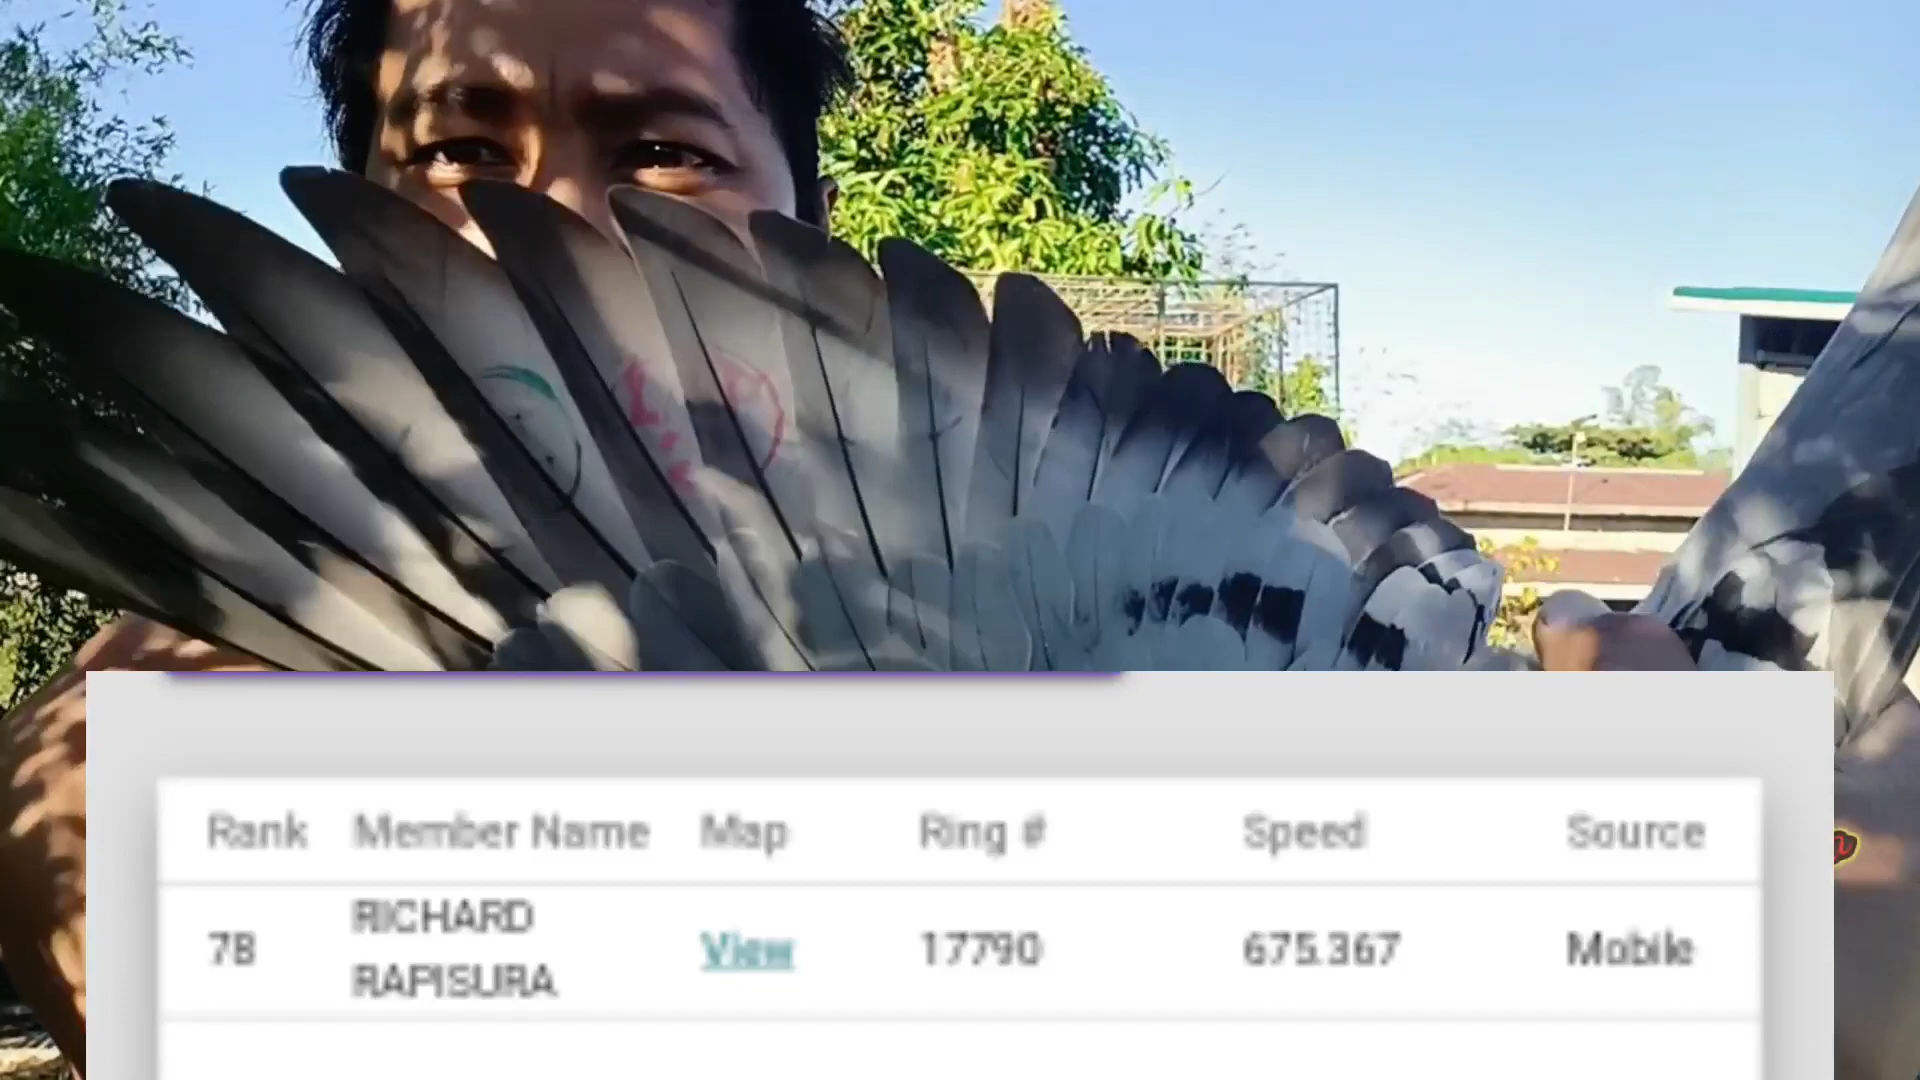 Rank Member Name Map Ring # Speed Source
78 RICHARD RAPISURA View 17790 675.367 Mobile